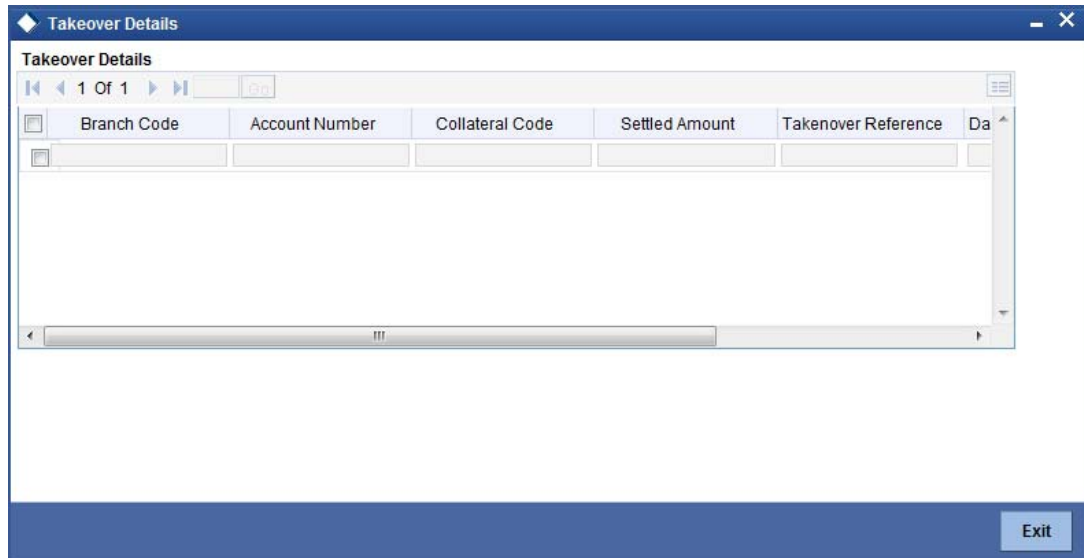 Takeover Details
Takeover Details
1 Of 1 Go
Branch Code Account Number Collateral Code Settled Amount Takenover Reference Da
Exit